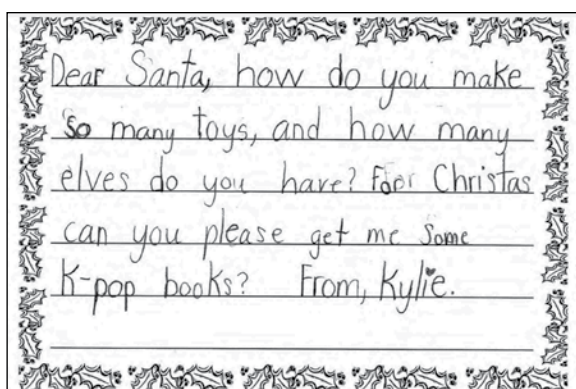 Dear Santa, how do you make
so many toys, and how many
elves do you have? foor Christas
can you please get me some
K-pop books? From, Kylie.